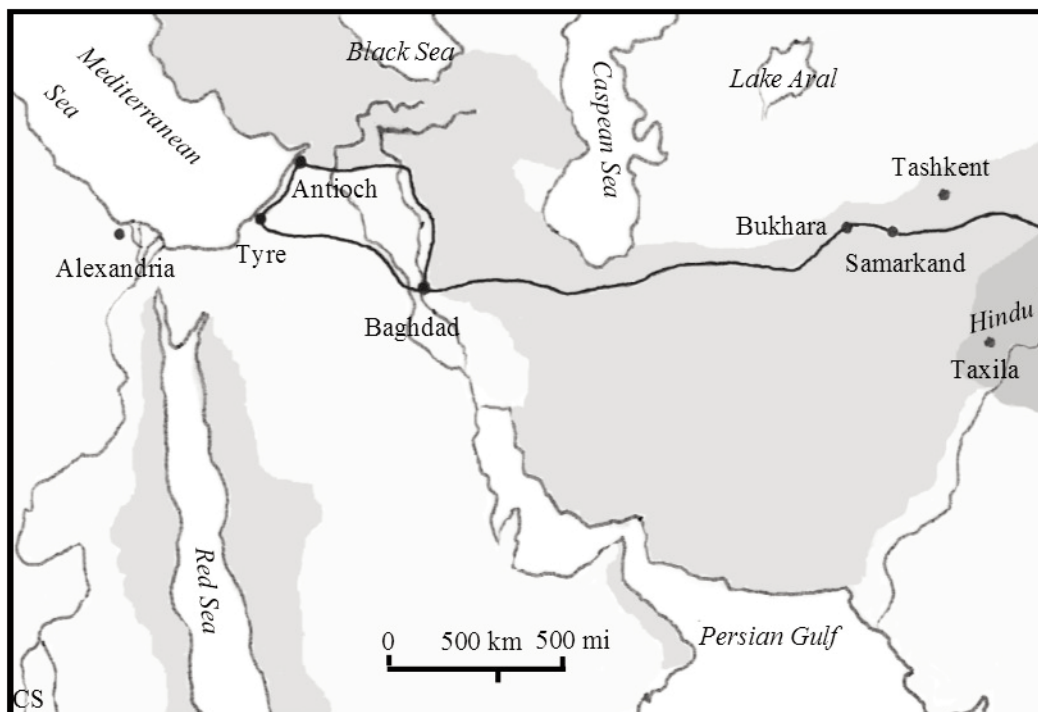 Black Sea
Mediterranean
Sea
Caspean Sea
Lake Aral
Tashkent
Antioch
Bukhara
Samarkand
Tyre
Alexandria
Hindu
Baghdad
Taxila
Red Sea
0 500 km 500 mi
Persian Gulf
CS